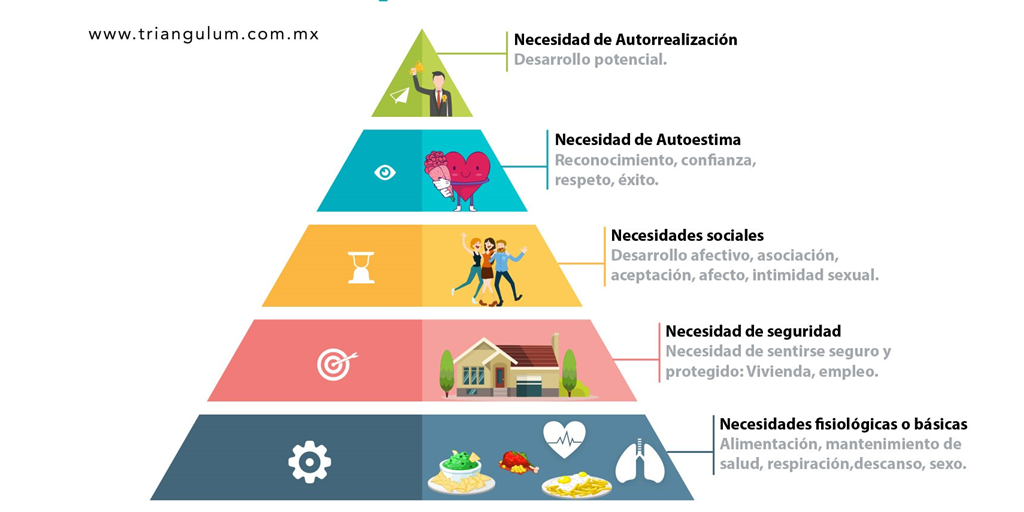 www.triangulum.com.mx
Necesidad de Autorrealización
Desarrollo potencial.
Necesidad de Autoestima
Reconocimiento, confianza,
respeto, éxito.
Necesidades sociales
Desarrollo afectivo, asociación,
aceptación, afecto, intimidad sexual.
Necesidad de seguridad
Necesidad de sentirse seguro y
protegido: Vivienda, empleo.
Necesidades fisiológicas o básicas
Alimentación, mantenimiento de
salud, respiración,descanso, sexo.